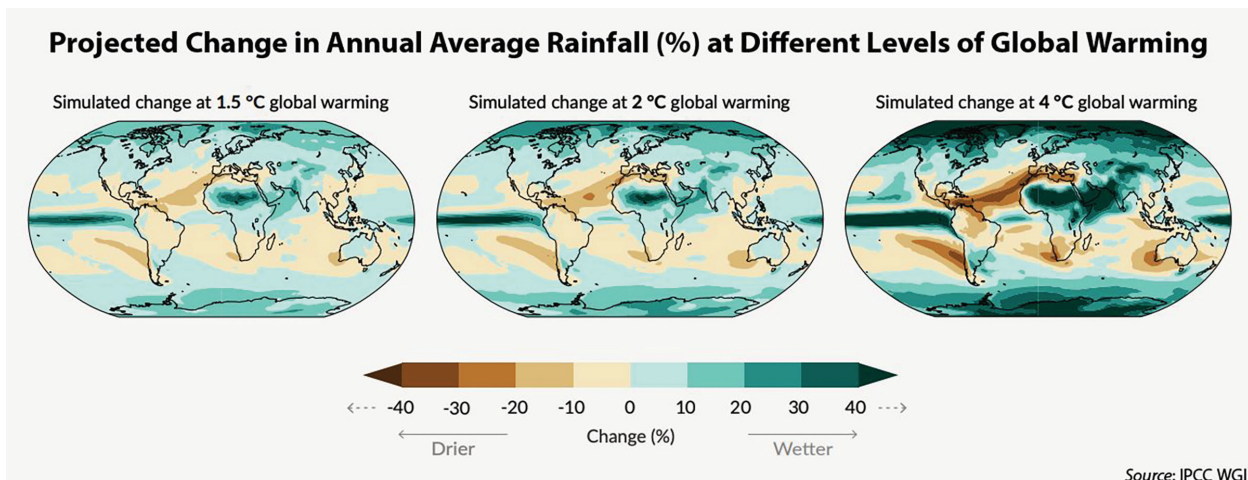 Projected Change in Annual Average Rainfall (%) at Different Levels of Global Warming
Simulated change at 1.5 °C global warming
Simulated change at 2 °C global warming
Simulated change at 4 °C global warming
-40 -30 -20 -10 0 10 20 30 40
Change (%)
Drier
Wetter
Source: IPCC WGI